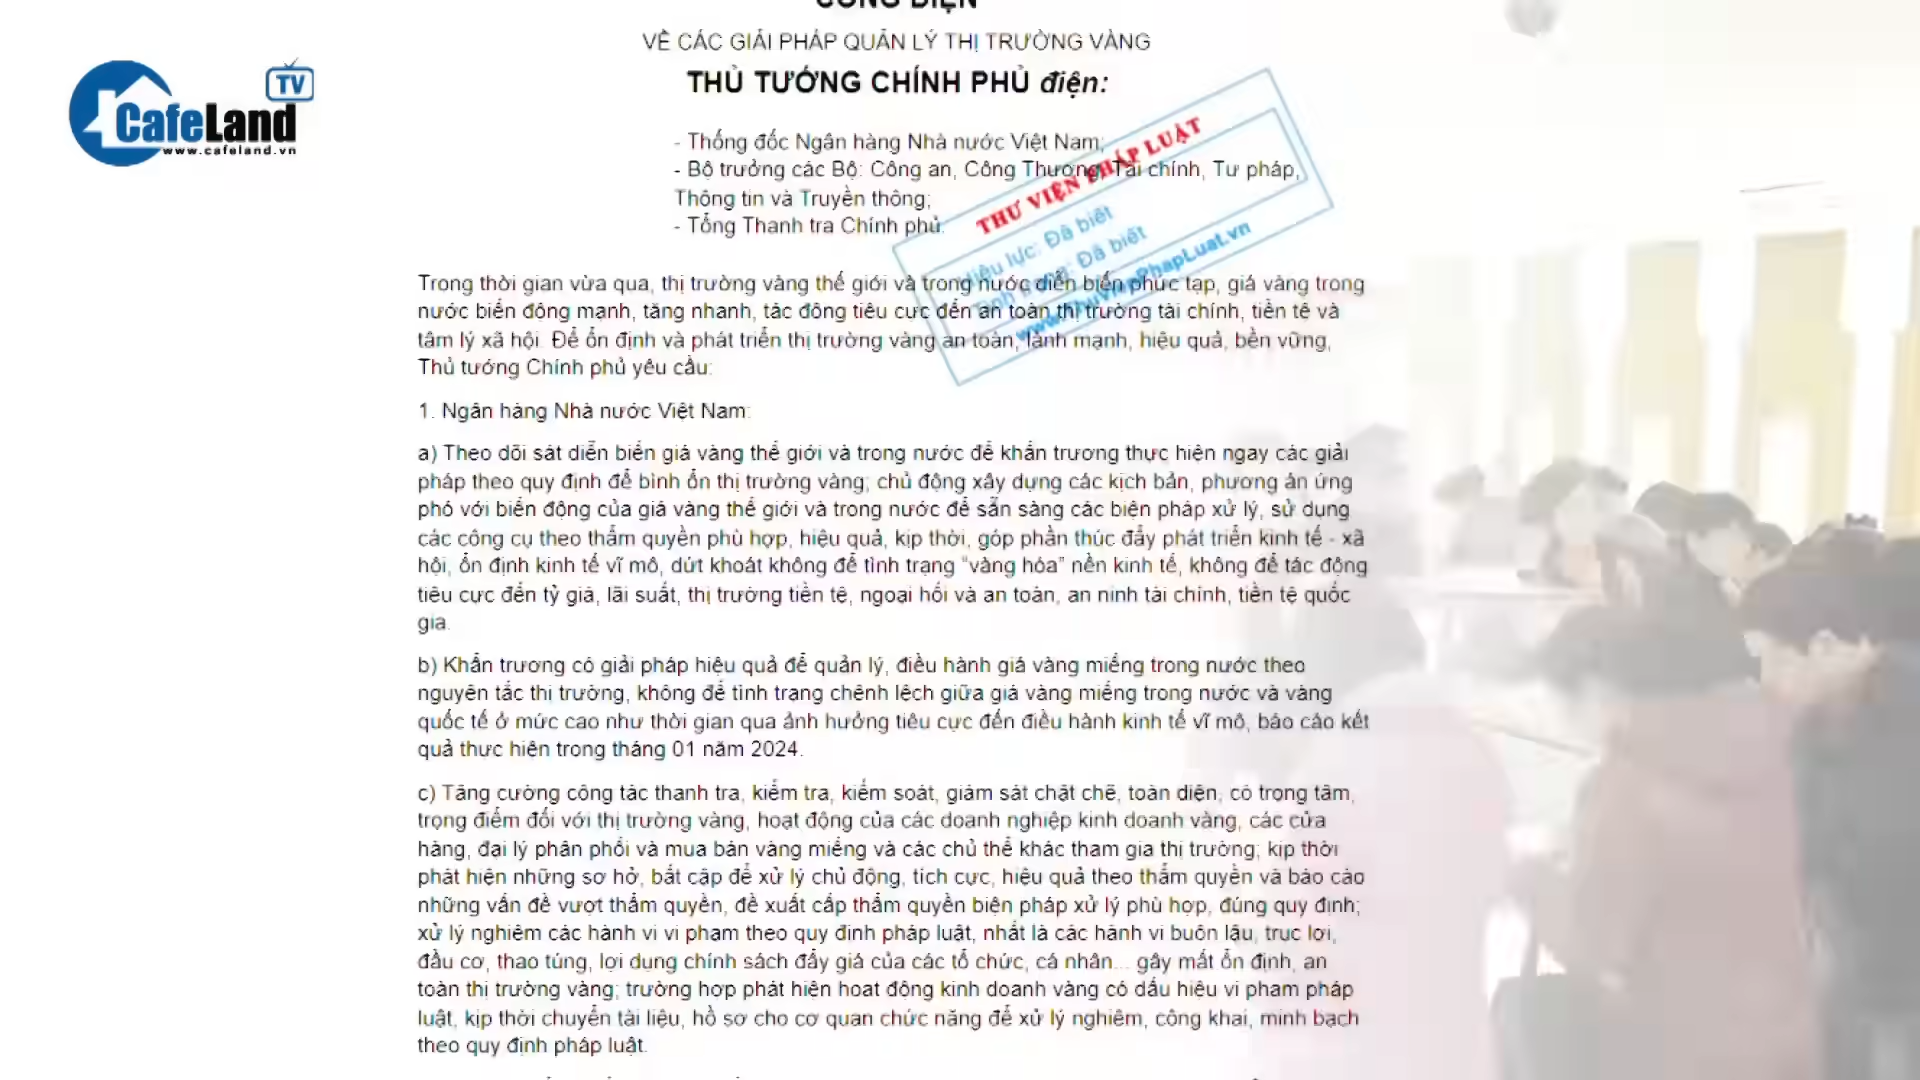 CÔNG ĐIỆN
VỀ CÁC GIẢI PHÁP QUẢN LÝ THỊ TRƯỜNG VÀNG
THỦ TƯỚNG CHÍNH PHỦ điện:
TV
CafeLand
www.cafeland.vn
- Thống đốc Ngân hàng Nhà nước Việt Nam;
- Bộ trưởng các Bộ: Công an, Công Thương, Tài chính, Tư pháp,
Thông tin và Truyền thông;
- Tổng Thanh tra Chính phủ.
THƯ VIỆN PHÁP LUẬT
Hiệu lực: Đã biết
Tình trạng: Đã biết
www.ThuVienPhapLuat.vn
Trong thời gian vừa qua, thị trường vàng thế giới và trong nước diễn biến phức tạp, giá vàng trong
nước biến động mạnh, tăng nhanh, tác động tiêu cực đến an toàn thị trường tài chính, tiền tệ và
tâm lý xã hội. Để ổn định và phát triển thị trường vàng an toàn, lành mạnh, hiệu quả, bền vững,
Thủ tướng Chính phủ yêu cầu:
1. Ngân hàng Nhà nước Việt Nam:
a) Theo dõi sát diễn biến giá vàng thế giới và trong nước để khẩn trương thực hiện ngay các giải
pháp theo quy định để bình ổn thị trường vàng; chủ động xây dựng các kịch bản, phương án ứng
phó với biến động của giá vàng thế giới và trong nước để sẵn sàng các biện pháp xử lý, sử dụng
các công cụ theo thẩm quyền phù hợp, hiệu quả, kịp thời, góp phần thúc đẩy phát triển kinh tế - xã
hội, ổn định kinh tế vĩ mô, dứt khoát không để tình trạng “vàng hóa” nền kinh tế, không để tác động
tiêu cực đến tỷ giá, lãi suất, thị trường tiền tệ, ngoại hối và an toàn, an ninh tài chính, tiền tệ quốc
gia.
b) Khẩn trương có giải pháp hiệu quả để quản lý, điều hành giá vàng miếng trong nước theo
nguyên tắc thị trường, không để tình trạng chênh lệch giữa giá vàng miếng trong nước và vàng
quốc tế ở mức cao như thời gian qua ảnh hưởng tiêu cực đến điều hành kinh tế vĩ mô, báo cáo kết
quả thực hiện trong tháng 01 năm 2024.
c) Tăng cường công tác thanh tra, kiểm tra, kiểm soát, giám sát chặt chẽ, toàn diện, có trọng tâm,
trọng điểm đối với thị trường vàng, hoạt động của các doanh nghiệp kinh doanh vàng, các cửa
hàng, đại lý phân phối và mua bán vàng miếng và các chủ thể khác tham gia thị trường; kịp thời
phát hiện những sơ hở, bất cập để xử lý chủ động, tích cực, hiệu quả theo thẩm quyền và báo cáo
những vấn đề vượt thẩm quyền, đề xuất cấp thẩm quyền biện pháp xử lý phù hợp, đúng quy định;
xử lý nghiêm các hành vi vi phạm theo quy định pháp luật, nhất là các hành vi buôn lậu, trục lợi,
đầu cơ, thao túng, lợi dụng chính sách đẩy giá của các tổ chức, cá nhân... gây mất ổn định, an
toàn thị trường vàng; trường hợp phát hiện hoạt động kinh doanh vàng có dấu hiệu vi phạm pháp
luật, kịp thời chuyển tài liệu, hồ sơ cho cơ quan chức năng để xử lý nghiêm, công khai, minh bạch
theo quy định pháp luật.